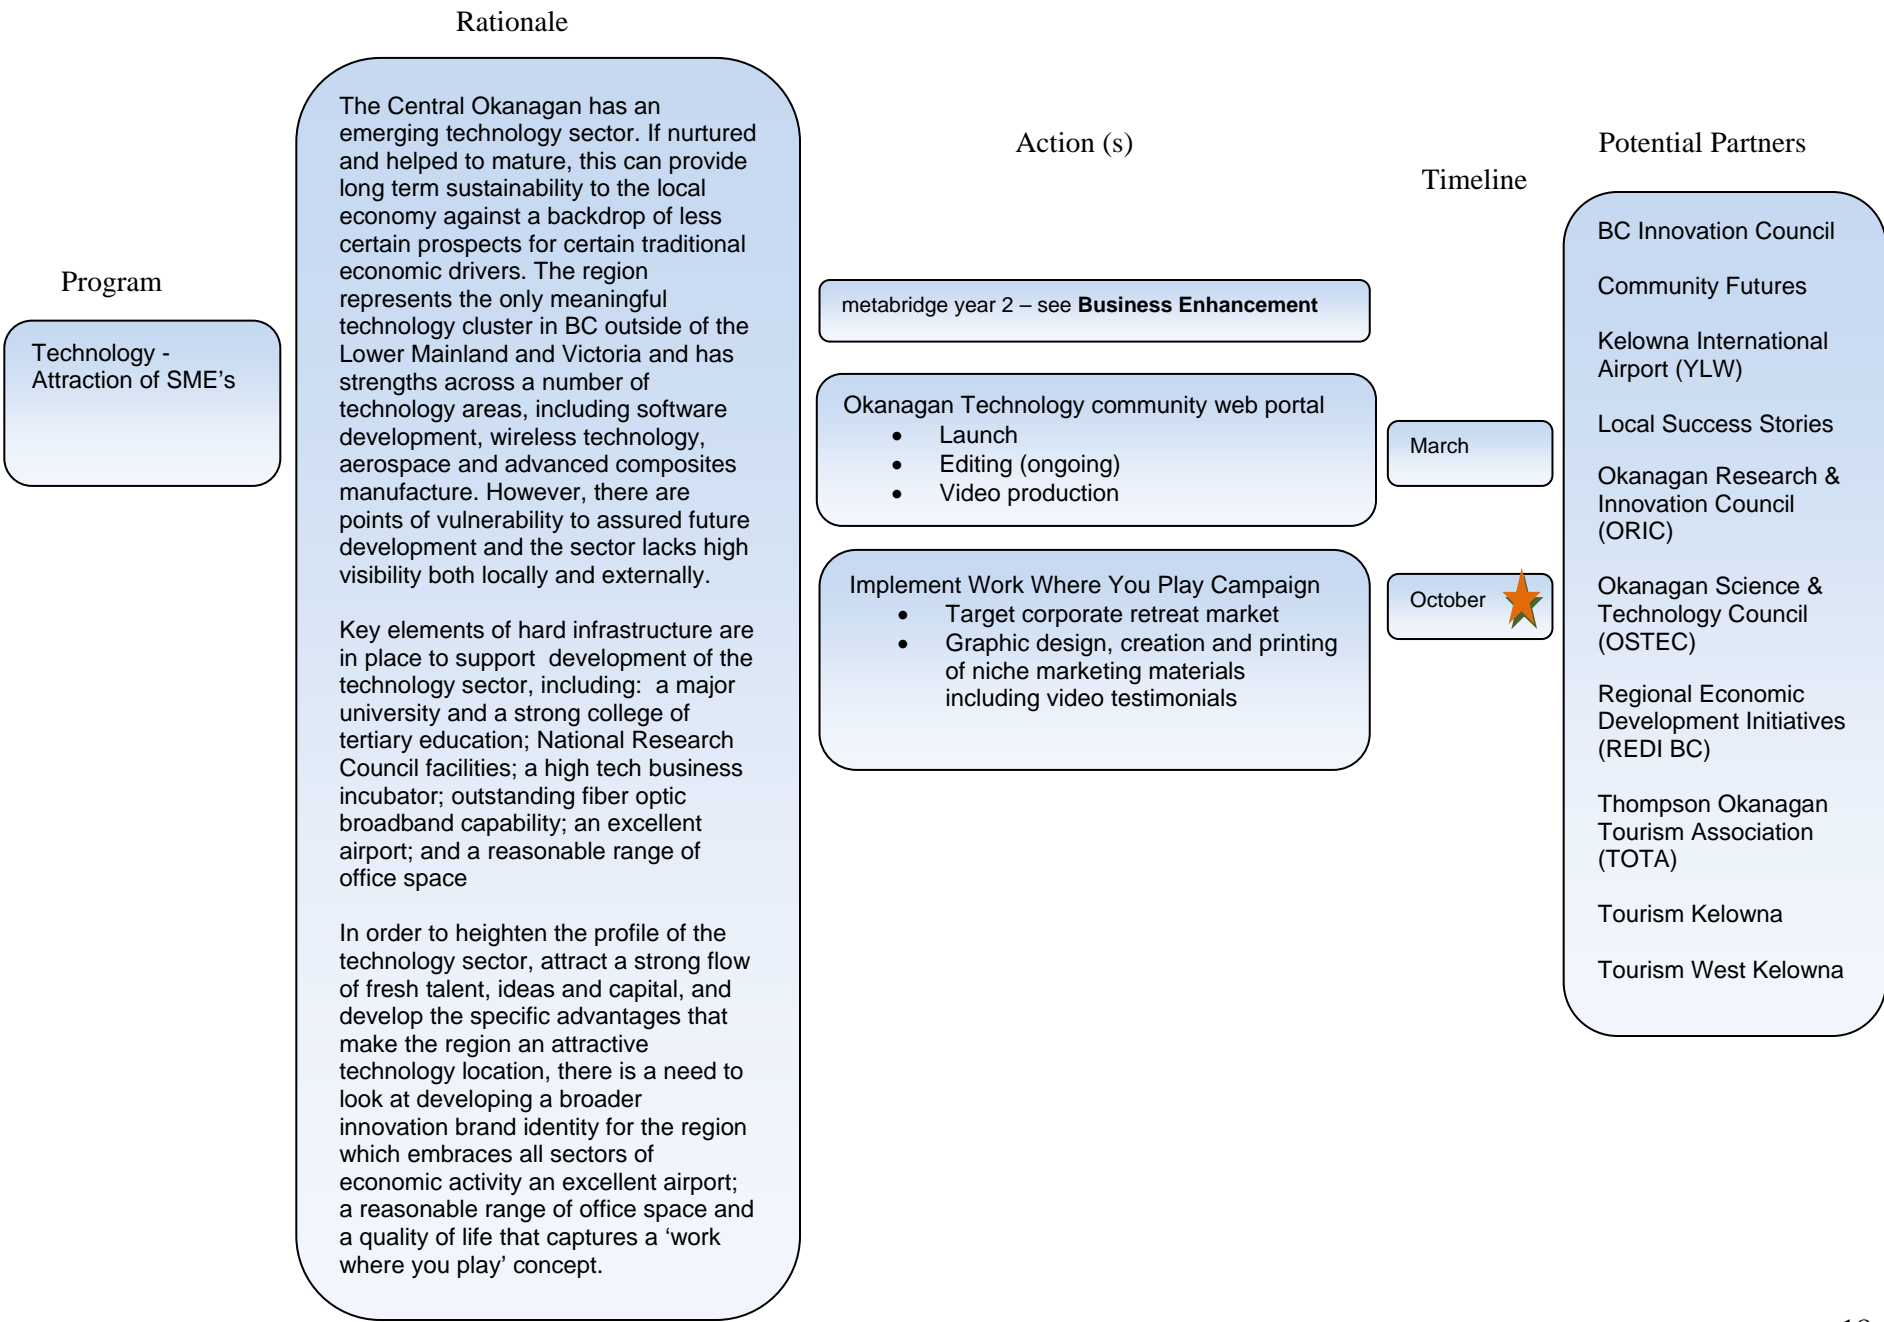 Rationale
Action (s)
Potential Partners
Timeline
Program
Technology -
Attraction of SME's
The Central Okanagan has an
emerging technology sector. If nurtured
and helped to mature, this can provide
long term sustainability to the local
economy against a backdrop of less
certain prospects for certain traditional
economic drivers. The region
represents the only meaningful
technology cluster in BC outside of the
Lower Mainland and Victoria and has
strengths across a number of
technology areas, including software
development, wireless technology,
aerospace and advanced composites
manufacture. However, there are
points of vulnerability to assured future
development and the sector lacks high
visibility both locally and externally.
Key elements of hard infrastructure are
in place to support  development of the
technology sector, including:  a major
university and a strong college of
tertiary education; National Research
Council facilities; a high tech business
incubator; outstanding fiber optic
broadband capability; an excellent
airport; and a reasonable range of
office space
In order to heighten the profile of the
technology sector, attract a strong flow
of fresh talent, ideas and capital, and
develop the specific advantages that
make the region an attractive
technology location, there is a need to
look at developing a broader
innovation brand identity for the region
which embraces all sectors of
economic activity an excellent airport;
a reasonable range of office space and
a quality of life that captures a 'work
where you play' concept.
metabridge year 2 – see Business Enhancement
Okanagan Technology community web portal
• Launch
• Editing (ongoing)
• Video production
March
Implement Work Where You Play Campaign
• Target corporate retreat market
• Graphic design, creation and printing
of niche marketing materials
including video testimonials
October
BC Innovation Council
Community Futures
Kelowna International
Airport (YLW)
Local Success Stories
Okanagan Research &
Innovation Council
(ORIC)
Okanagan Science &
Technology Council
(OSTEC)
Regional Economic
Development Initiatives
(REDI BC)
Thompson Okanagan
Tourism Association
(TOTA)
Tourism Kelowna
Tourism West Kelowna